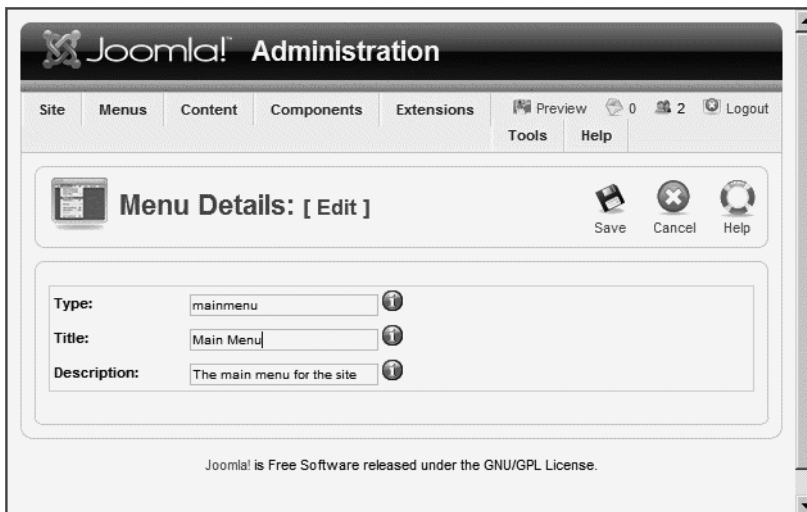 Joomla!™ Administration
Site Menus Content Components Extensions Preview 0 2 Logout
Tools Help
Menu Details: [ Edit ]
Save Cancel Help
Type: mainmenu
Title: Main Menu
Description: The main menu for the site
Joomla! is Free Software released under the GNU/GPL License.